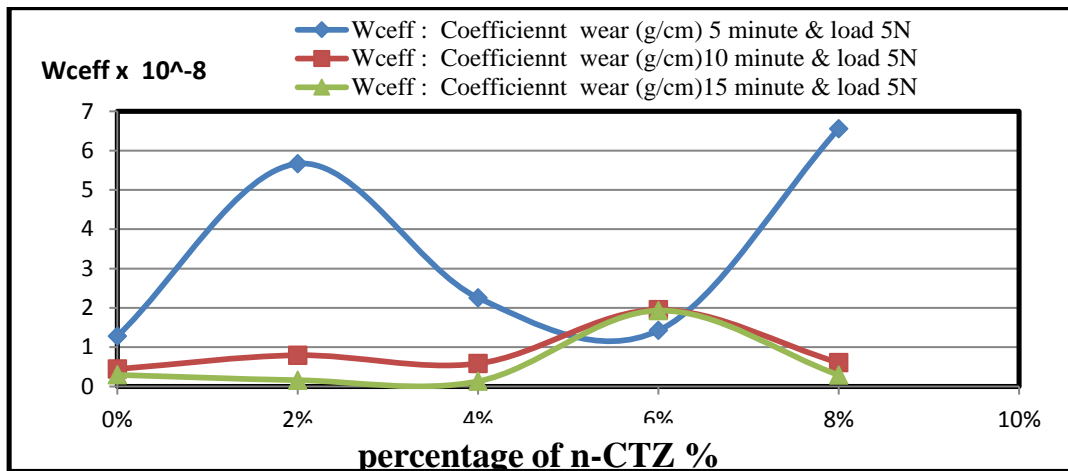 Wceff : Coefficiennt wear (g/cm) 5 minute & load 5N
Wceff : Coefficiennt wear (g/cm)10 minute & load 5N
Wceff : Coefficiennt wear (g/cm)15 minute & load 5N
Wceff x 10^-8
7
6
5
4
3
2
1
0
0% 2% 4% 6% 8% 10%
percentage of n-CTZ %